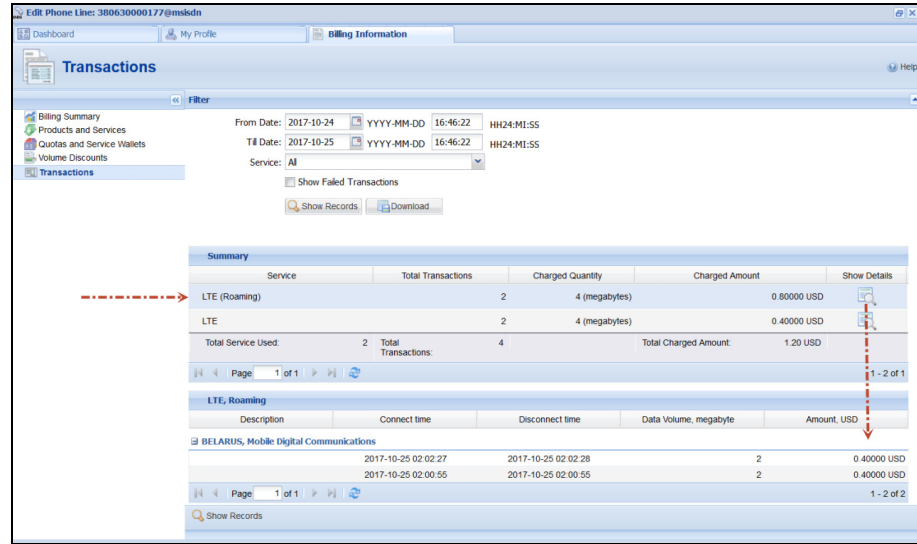 Edit Phone Line: 380630000177@msisdn
Dashboard My Profile Billing Information
Transactions Help
Filter
Billing Summary
Products and Services
Quotas and Service Wallets
Volume Discounts
Transactions
From Date: 2017-10-24 YYYY-MM-DD 16:46:22 HH24:MI:SS
Till Date: 2017-10-25 YYYY-MM-DD 16:46:22 HH24:MI:SS
Service: All
Show Failed Transactions
Show Records Download
Summary
Service Total Transactions Charged Quantity Charged Amount Show Details
LTE (Roaming) 2 4 (megabytes) 0.80000 USD
LTE 2 4 (megabytes) 0.40000 USD
Total Service Used: 2 Total Transactions: 4 Total Charged Amount: 1.20 USD
Page 1 of 1 1 - 2 of 1
LTE, Roaming
Description Connect time Disconnect time Data Volume, megabyte Amount, USD
BELARUS, Mobile Digital Communications
2017-10-25 02:02:27 2017-10-25 02:02:28 2 0.40000 USD
2017-10-25 02:00:55 2017-10-25 02:00:55 2 0.40000 USD
Page 1 of 1 1 - 2 of 2
Show Records